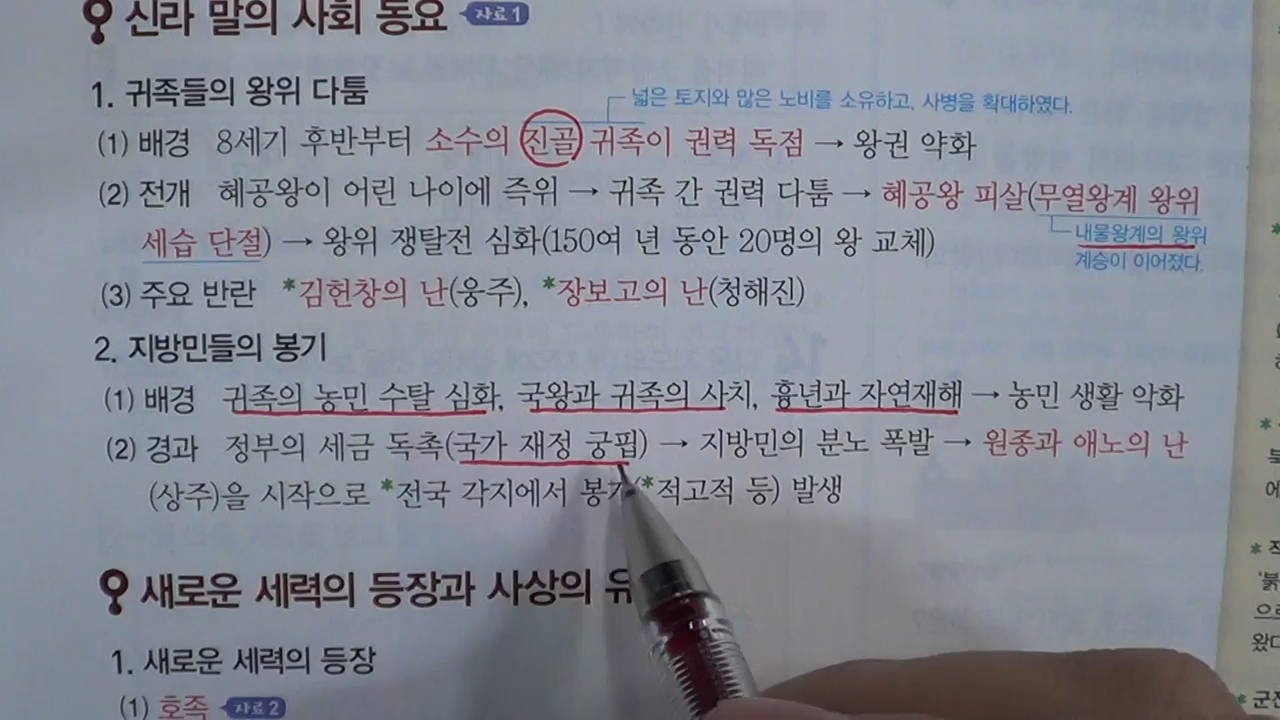 신라 말의 사회 동요 자료1
1. 귀족들의 왕위 다툼
넓은 토지와 많은 노비를 소유하고, 사병을 확대하였다.
(1) 배경 8세기 후반부터 소수의 진골 귀족이 권력 독점 → 왕권 약화
(2) 전개 혜공왕이 어린 나이에 즉위 → 귀족 간 권력 다툼 → 혜공왕 피살(무열왕계 왕위
세습 단절) → 왕위 쟁탈전 심화(150여 년 동안 20명의 왕 교체)
내물왕계의 왕위
계승이 이어졌다.
(3) 주요 반란 *김헌창의 난(웅주), *장보고의 난(청해진)
2. 지방민들의 봉기
(1) 배경 귀족의 농민 수탈 심화, 국왕과 귀족의 사치, 흉년과 자연재해 → 농민 생활 악화
(2) 경과 정부의 세금 독촉(국가 재정 궁핍) → 지방민의 분노 폭발 → 원종과 애노의 난
(상주)을 시작으로 *전국 각지에서 봉기(*적고적 등) 발생
새로운 세력의 등장과 사상의
1. 새로운 세력의 등장
(1) 호족 자료2